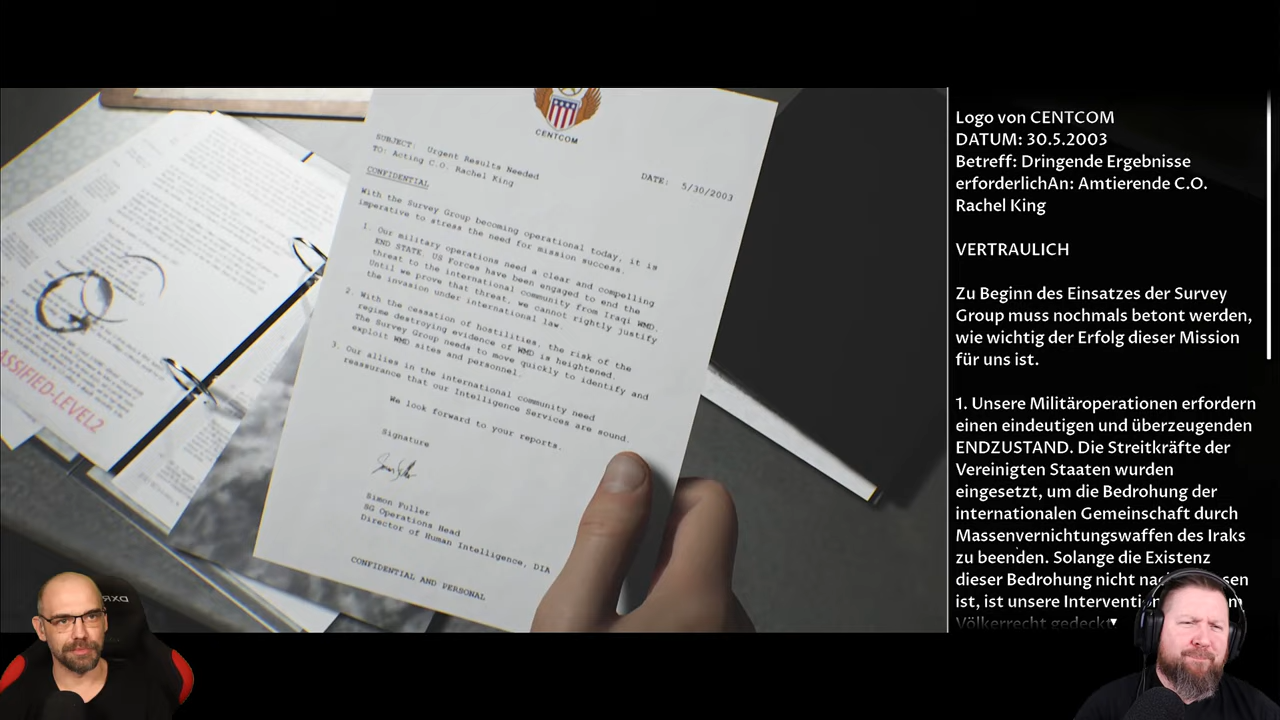 CENTCOM
SUBJECT: Urgent Results Needed
TO: Acting C.O. Rachel King
DATE: 5/30/2003
CONFIDENTIAL
With the Survey Group becoming operational today, it is
imperative to stress the need for mission success.
1. Our military operations need a clear and compelling
END STATE. US Forces have been engaged to end the
threat to the international community from Iraqi WMD.
Until we prove that threat, we cannot rightly justify
the invasion under international law.
2. With the cessation of hostilities, the risk of the
regime destroying evidence of WMD is heightened.
The Survey Group needs to move quickly to identify and
exploit WMD sites and personnel.
3. Our allies in the international community need
reassurance that our Intelligence Services are sound.
We look forward to your reports.
Signature
Simon Fuller
SG Operations Head
Director of Human Intelligence, DIA
CONFIDENTIAL AND PERSONAL
ASSIFIED-LEVEL2
Logo von CENTCOM
DATUM: 30.5.2003
Betreff: Dringende Ergebnisse
erforderlichAn: Amtierende C.O.
Rachel King
VERTRAULICH
Zu Beginn des Einsatzes der Survey
Group muss nochmals betont werden,
wie wichtig der Erfolg dieser Mission
für uns ist.
1. Unsere Militäroperationen erfordern
einen eindeutigen und überzeugenden
ENDZUSTAND. Die Streitkräfte der
Vereinigten Staaten wurden
eingesetzt, um die Bedrohung der
internationalen Gemeinschaft durch
Massenvernichtungswaffen des Iraks
zu beenden. Solange die Existenz
dieser Bedrohung nicht
ist, ist unsere
Völkerrecht gedeckt